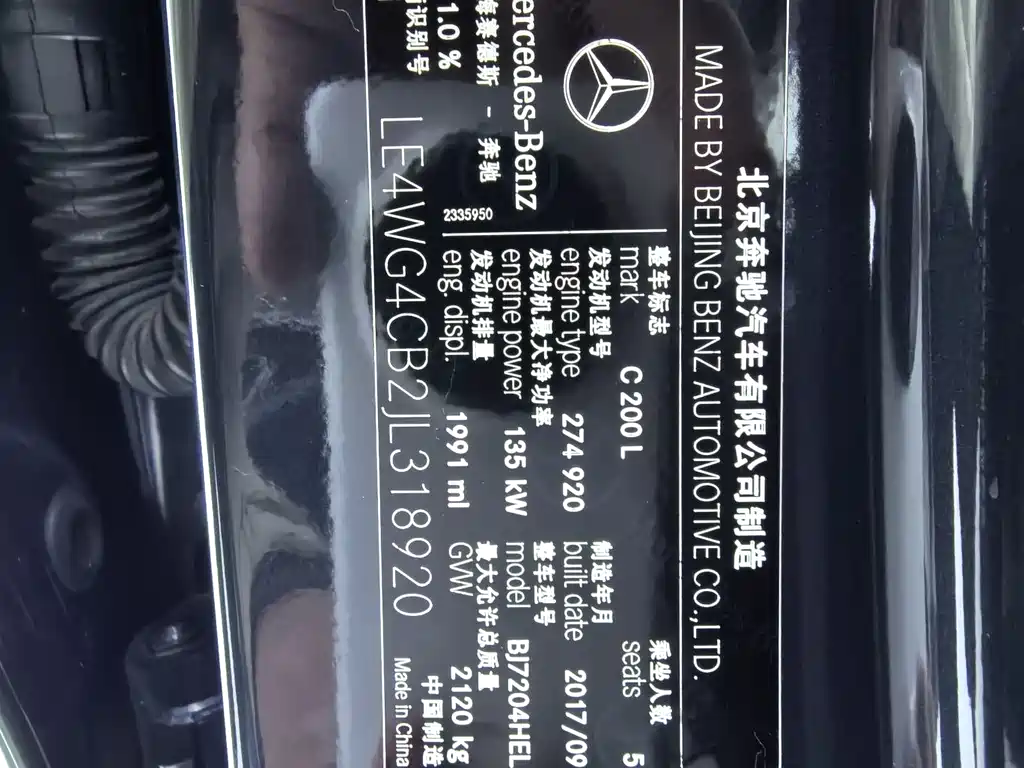 北京奔驰汽车有限公司制造
MADE BY BEIJING BENZ AUTOMOTIVE CO.,LTD.
整车标志 乘坐人数
mark C 200 L seats 5
发动机型号 制造年月
engine type 274 920 built date 2017/09
发动机最大净功率 整车型号
engine power 135 kW model BJ7204HEL
发动机排量 最大允许总质量
eng. displ. 1991 ml GVW 2120 kg
Mercedes-Benz
梅赛德斯 - 奔驰
2335950
1.0 %
识别号
LE4WG4CB2JL318920
中国制造
Made in China